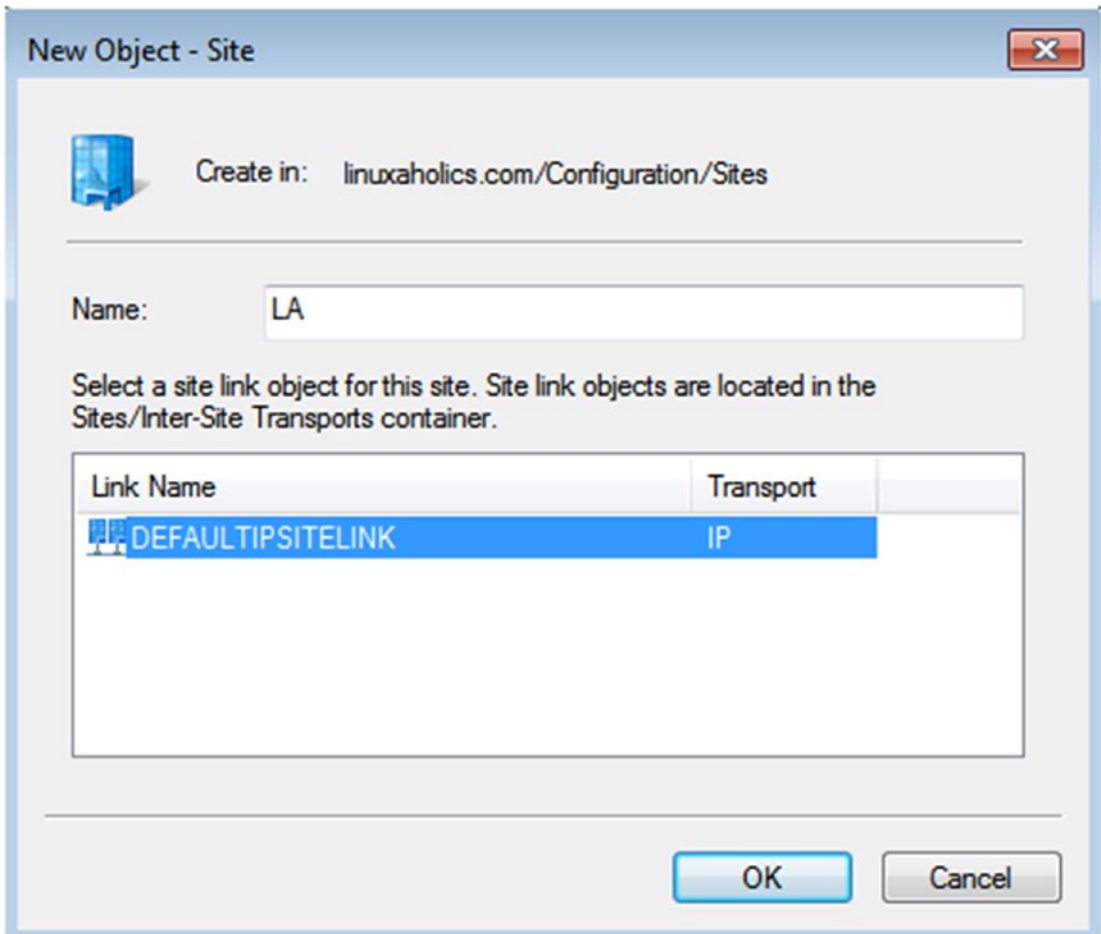 New Object - Site
Create in: linuxaholics.com/Configuration/Sites
Name: LA
Select a site link object for this site. Site link objects are located in the
Sites/Inter-Site Transports container.
Link Name Transport
DEFAULTIPSITELINK IP
OK Cancel